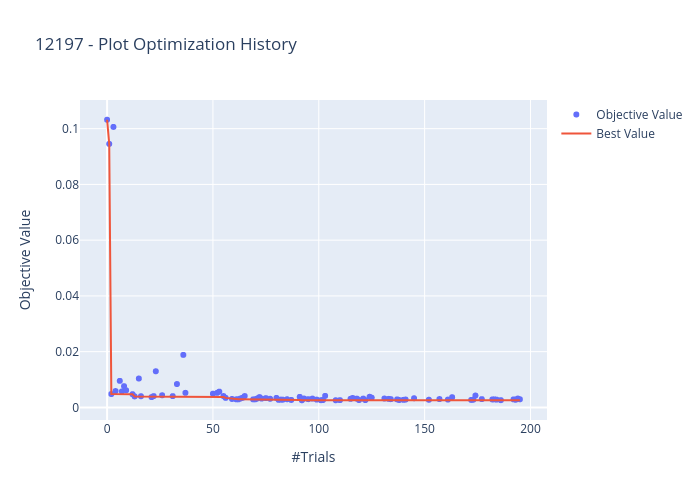 12197 - Plot Optimization History
Objective Value
Best Value
0.1
0.08
0.06
0.04
0.02
0
Objective Value
0
50
100
150
200
#Trials